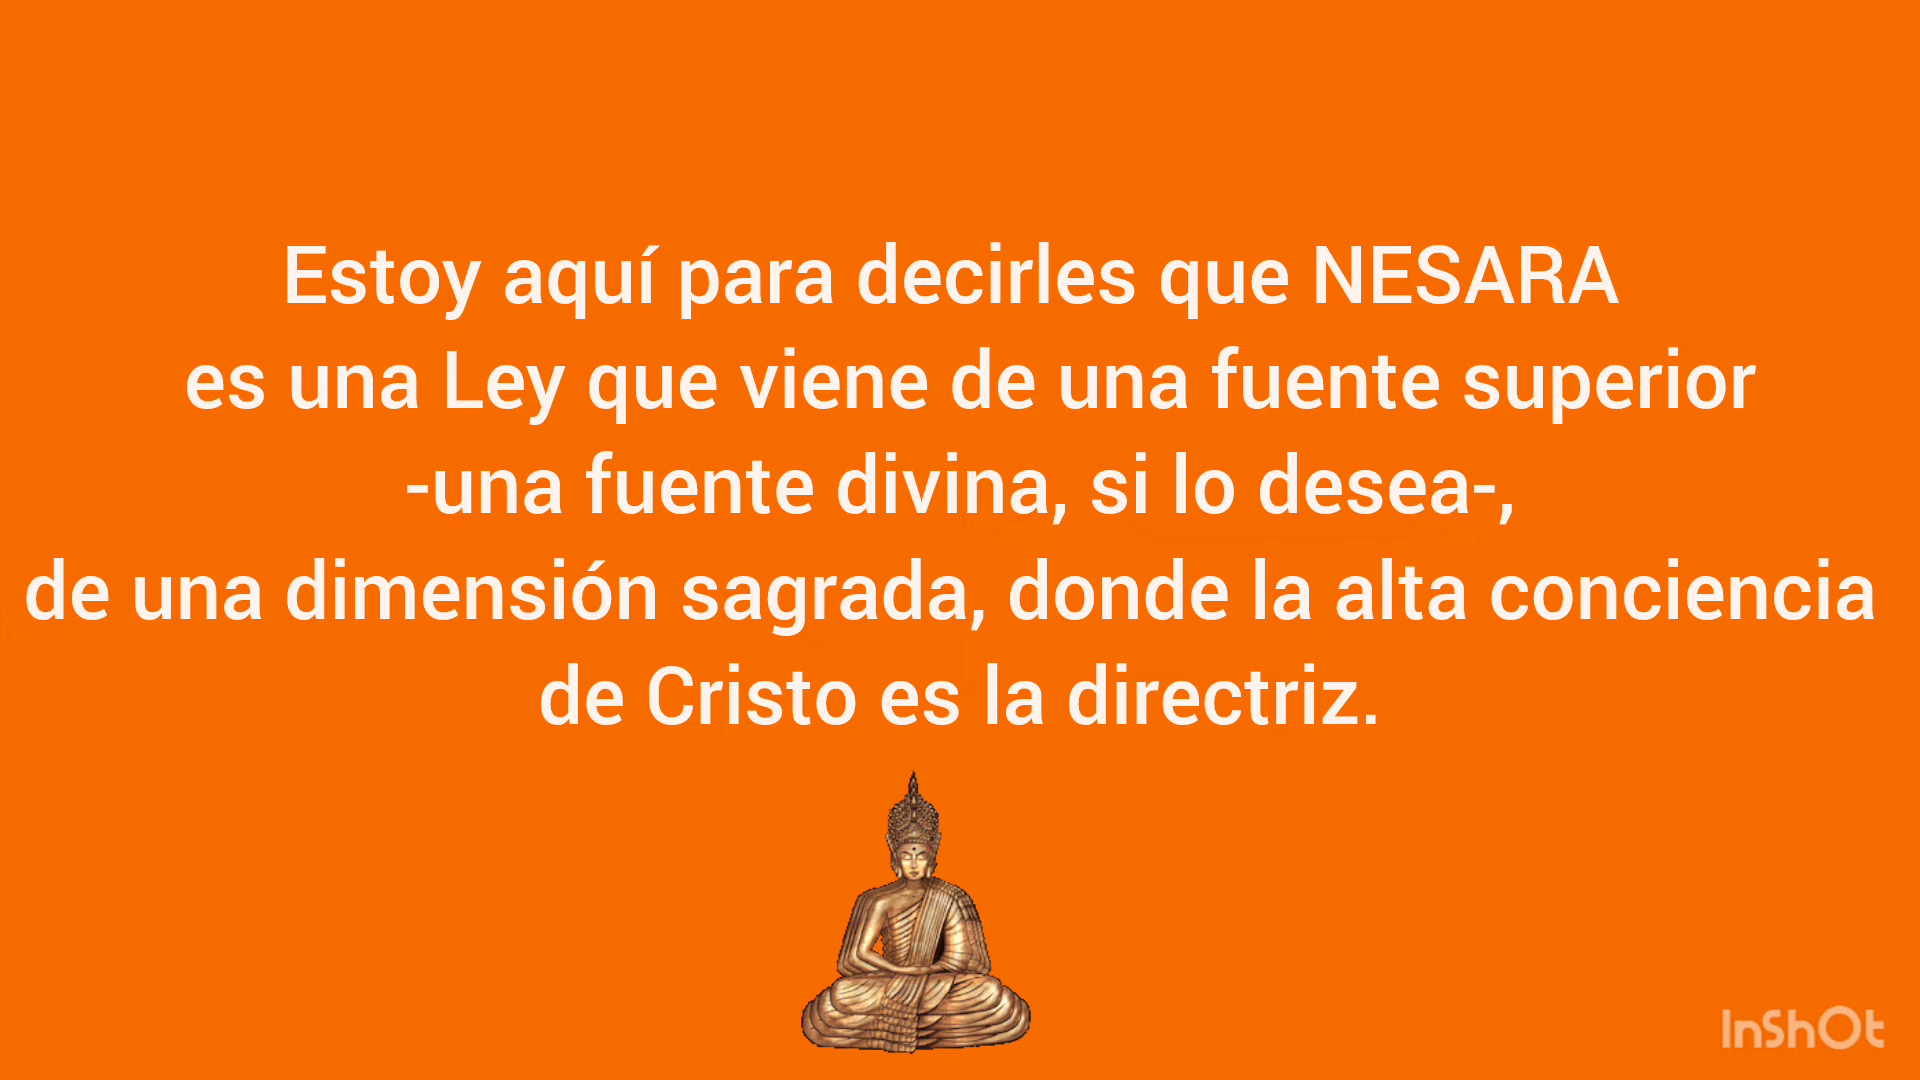 Estoy aquí para decirles que NESARA
es una Ley que viene de una fuente superior
-una fuente divina, si lo desea-,
de una dimensión sagrada, donde la alta conciencia
de Cristo es la directriz.
InShOt